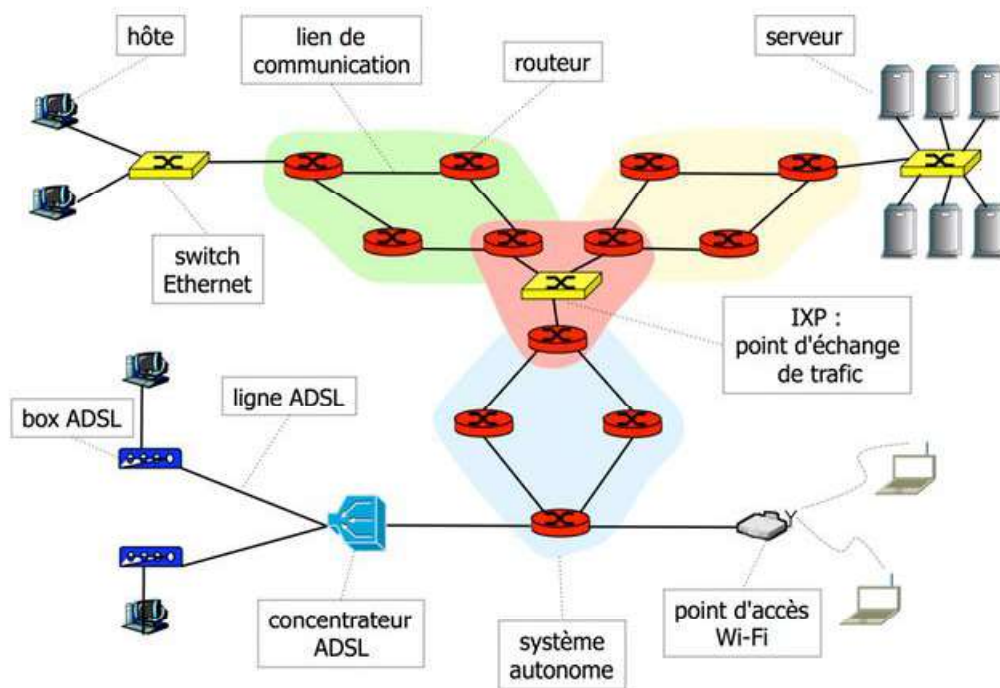 hôte
lien de
communication
routeur
serveur
switch
Ethernet
IXP :
point d'échange
de trafic
ligne ADSL
box ADSL
concentrateur
ADSL
système
autonome
point d'accès
Wi-Fi